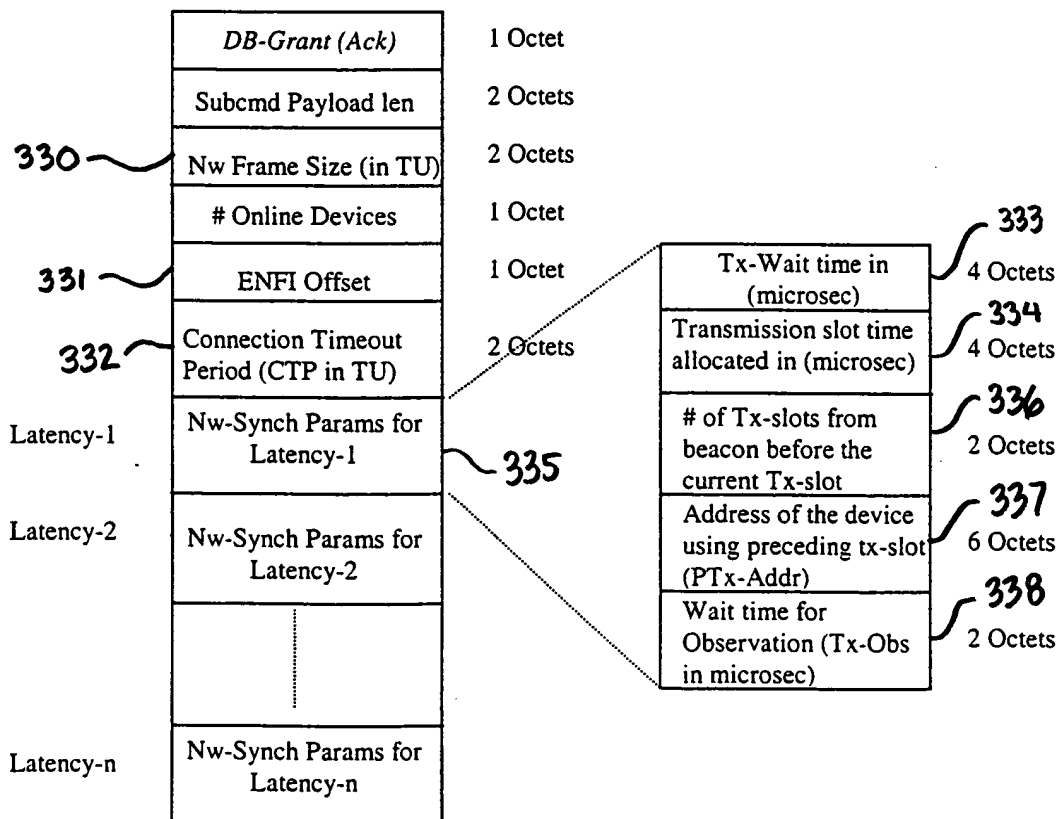 DB-Grant (Ack)
1 Octet
Subcmd Payload len
2 Octets
330
Nw Frame Size (in TU)
2 Octets
# Online Devices
1 Octet
331
ENFI Offset
1 Octet
332
Connection Timeout
Period (CTP in TU)
2 Octets
Latency-1
Nw-Synch Params for
Latency-1
335
Latency-2
Nw-Synch Params for
Latency-2
Latency-n
Nw-Synch Params for
Latency-n
333
Tx-Wait time in
(microsec)
4 Octets
334
Transmission slot time
allocated in (microsec)
4 Octets
336
# of Tx-slots from
beacon before the
current Tx-slot
2 Octets
337
Address of the device
using preceding tx-slot
(PTx-Addr)
6 Octets
338
Wait time for
Observation (Tx-Obs
in microsec)
2 Octets